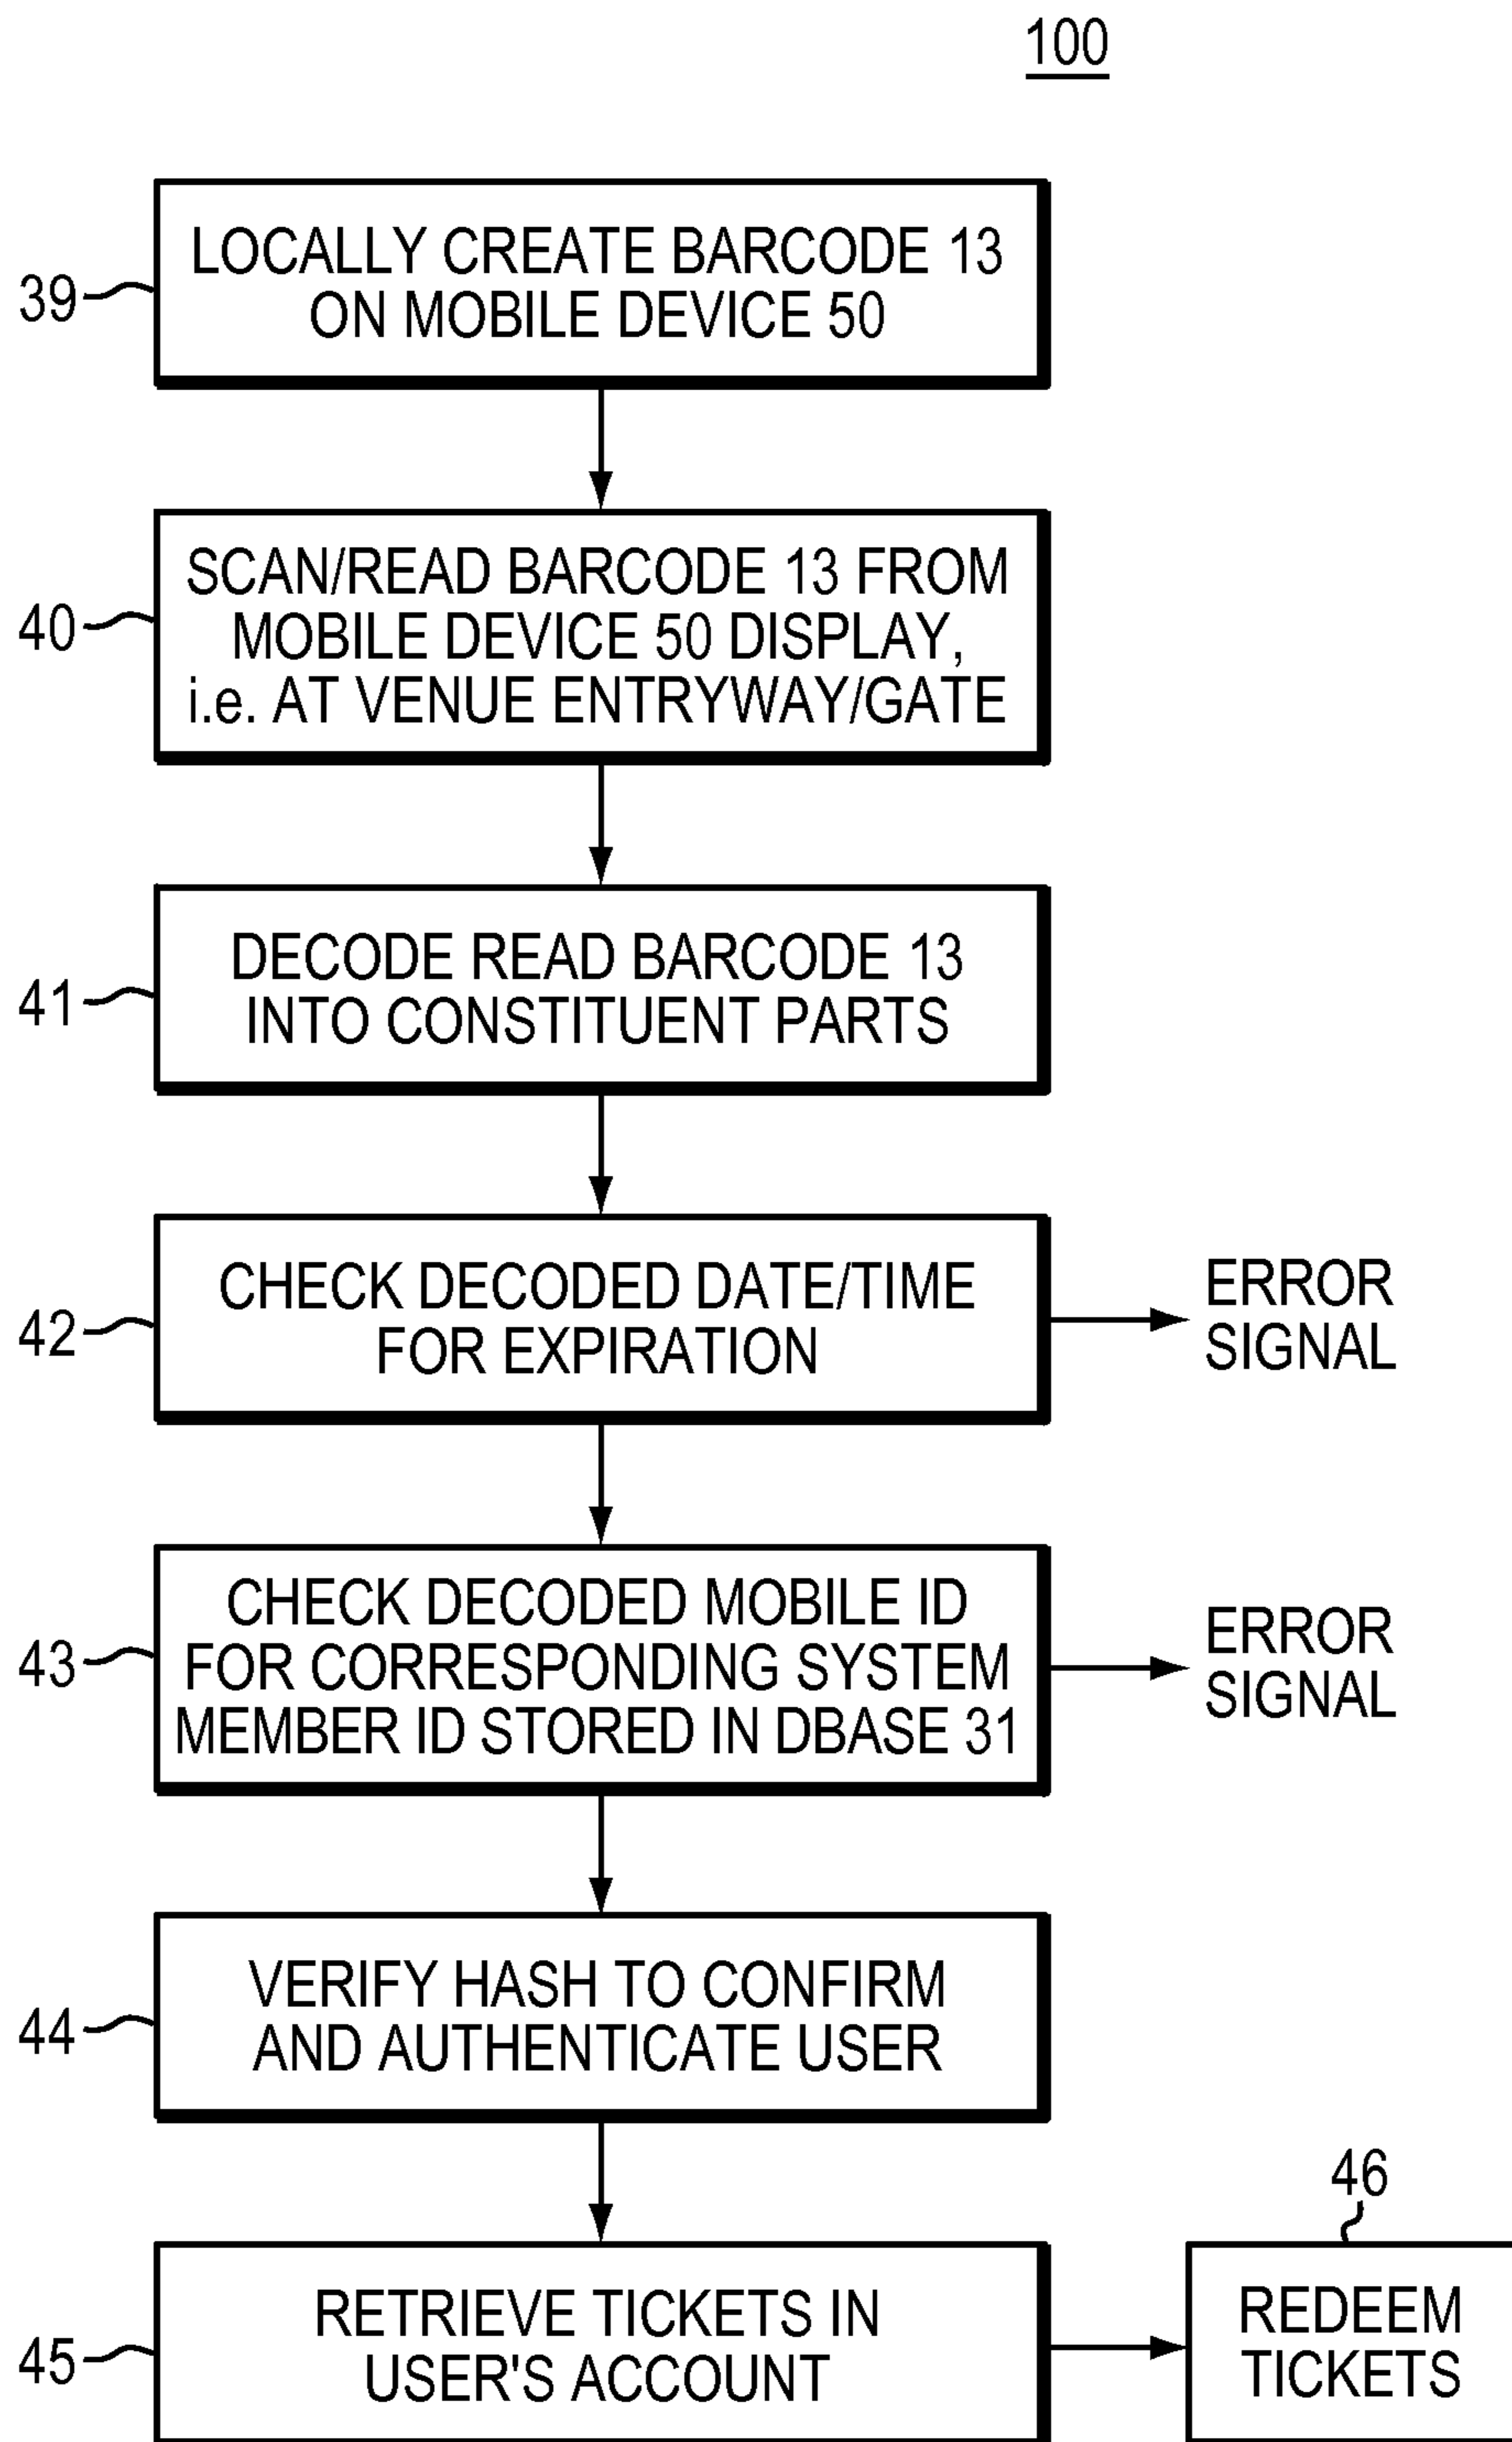 100
39
LOCALLY CREATE BARCODE 13
ON MOBILE DEVICE 50
40
SCAN/READ BARCODE 13 FROM
MOBILE DEVICE 50 DISPLAY,
i.e. AT VENUE ENTRYWAY/GATE
41
DECODE READ BARCODE 13
INTO CONSTITUENT PARTS
42
CHECK DECODED DATE/TIME
FOR EXPIRATION
ERROR
SIGNAL
43
CHECK DECODED MOBILE ID
FOR CORRESPONDING SYSTEM
MEMBER ID STORED IN DBASE 31
ERROR
SIGNAL
44
VERIFY HASH TO CONFIRM
AND AUTHENTICATE USER
45
RETRIEVE TICKETS IN
USER'S ACCOUNT
46
REDEEM
TICKETS